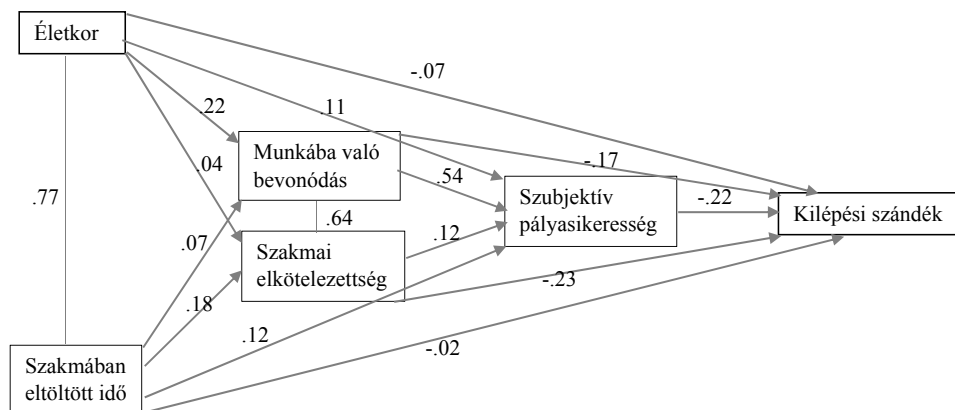 Életkor
-.07
.22
.11
Munkába való
bevonódás
-.17
.04
.54
.77
Szubjektív
pályasikeresség
-.22
Kilépési szándék
.64
.07
.12
Szakmai
elkötelezettség
-.23
.18
.12
-.02
Szakmában
eltöltött idő